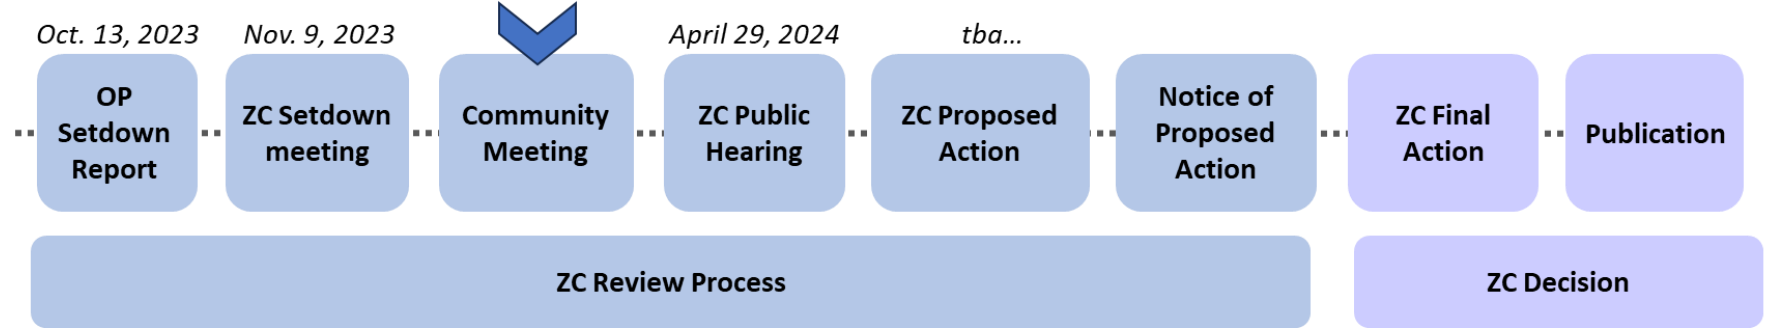 Oct. 13, 2023
Nov. 9, 2023
April 29, 2024
tba...
OP
Setdown
Report
ZC Setdown
meeting
Community
Meeting
ZC Public
Hearing
ZC Proposed
Action
Notice of
Proposed
Action
ZC Final
Action
Publication
ZC Review Process
ZC Decision